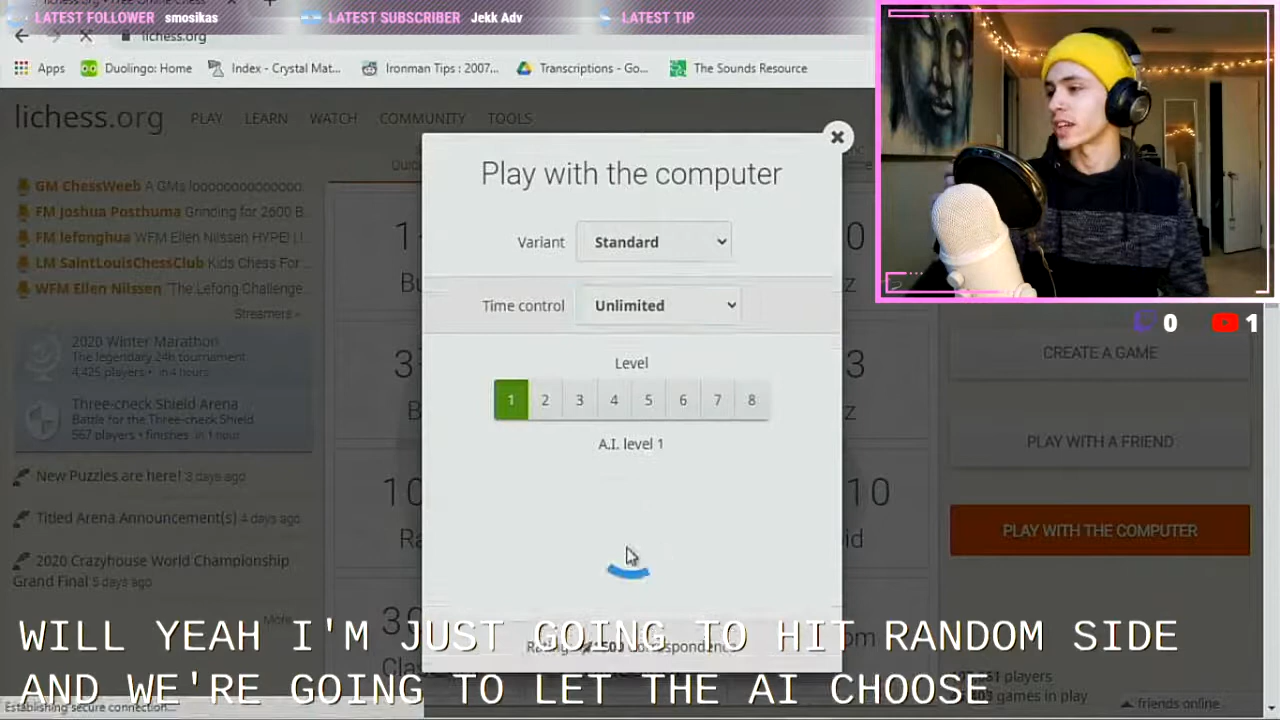 LATEST FOLLOWER smosikas LATEST SUBSCRIBER Jekk Adv LATEST TIP
lichess.org
Apps Duolingo: Home Index - Crystal Mat... Ironman Tips : 2007... Transcriptions - Go... The Sounds Resource
lichess.org PLAY LEARN WATCH COMMUNITY TOOLS
Play with the computer
Variant Standard
Time control Unlimited
Level
1 2 3 4 5 6 7 8
A.I. level 1
GM ChessWeeb A GMs
FM Joshua Posthuma Grinding for 2600 B...
FM lefonghua WFM Ellen Nilssen HYPE! I...
LM SaintLouisChessClub Kids Chess For ...
WFM Ellen Nilssen "The Lefong Challenge...
Streamers »
2020 Winter Marathon
The legendary 24h tournament
4,425 players • in 4 hours
Three-check Shield Arena
Battle for the Three-check Shield
567 players • finishes in 1 hour
New Puzzles are here! 3 days ago
Titled Arena Announcement(s) 4 days ago
2020 Crazyhouse World Championship
Grand Final 5 days ago
More
0 1
CREATE A GAME
PLAY WITH A FRIEND
PLAY WITH THE COMPUTER
players
games in play
friends online
WILL YEAH I'M JUST GOING TO HIT RANDOM SIDE
AND WE'RE GOING TO LET THE AI CHOOSE
Establishing secure connection...